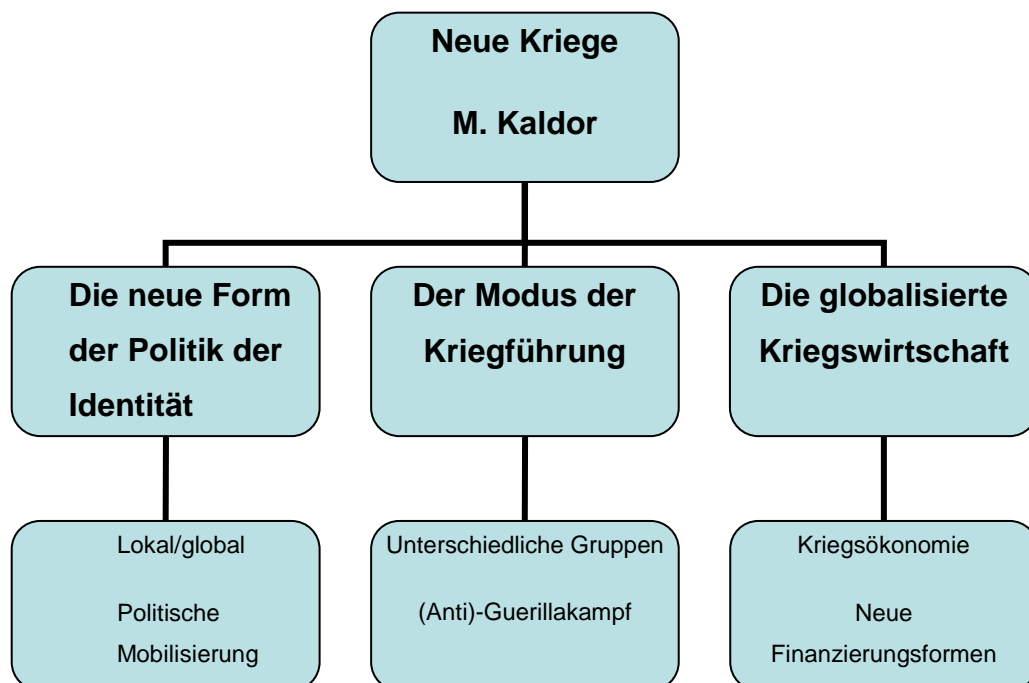 Neue Kriege
M. Kaldor
Die neue Form
der Politik der
Identität
Der Modus der
Kriegführung
Die globalisierte
Kriegswirtschaft
Lokal/global
Politische
Mobilisierung
Unterschiedliche Gruppen
(Anti)-Guerillakampf
Kriegsökonomie
Neue
Finanzierungsformen